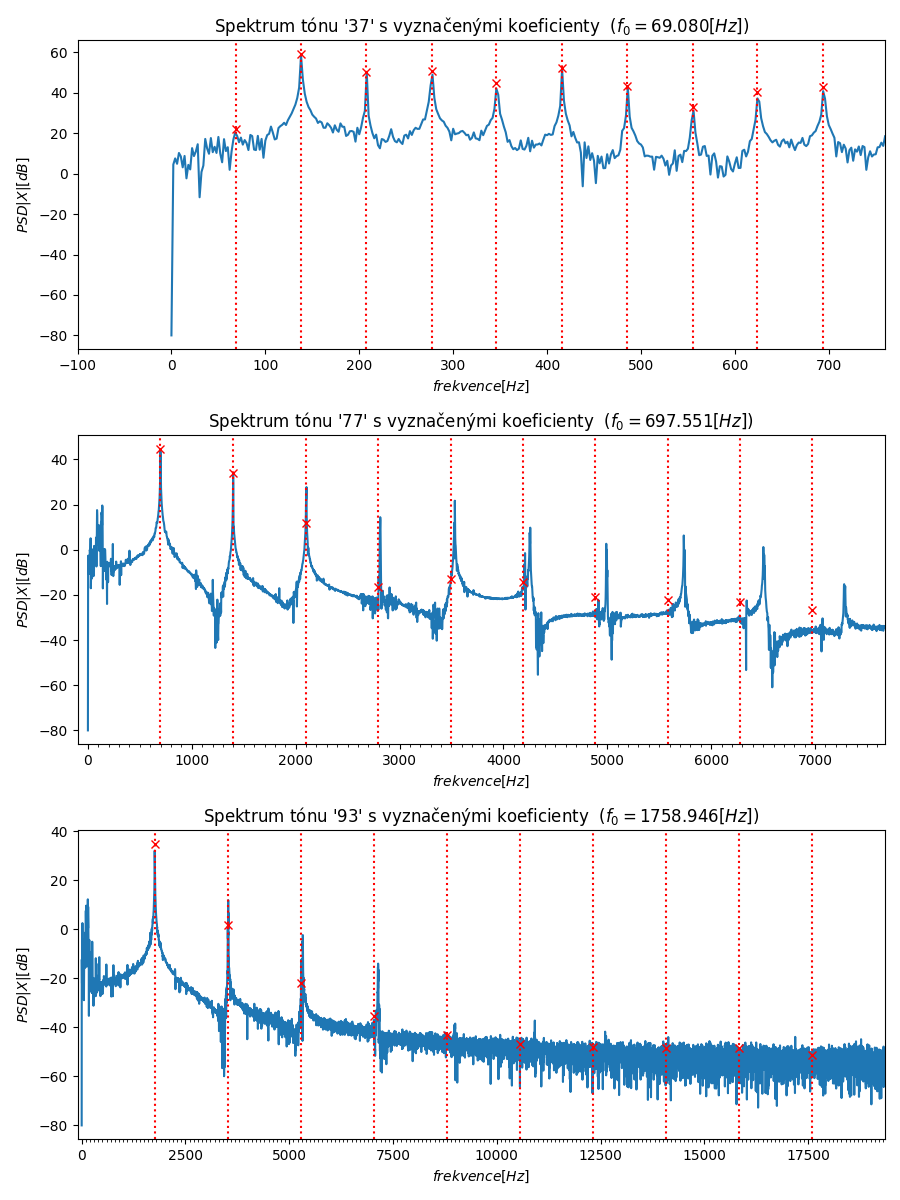 Spektrum tónu '37' s vyznačenými koeficienty (f₀ = 69.080[Hz])
60
40
20
0
−20
−40
−60
−80
PSD|X|[dB]
−100 0 100 200 300 400 500 600 700
frekvence[Hz]
Spektrum tónu '77' s vyznačenými koeficienty (f₀ = 697.551[Hz])
40
20
0
−20
−40
−60
−80
PSD|X|[dB]
0 1000 2000 3000 4000 5000 6000 7000
frekvence[Hz]
Spektrum tónu '93' s vyznačenými koeficienty (f₀ = 1758.946[Hz])
40
20
0
−20
−40
−60
−80
PSD|X|[dB]
0 2500 5000 7500 10000 12500 15000 17500
frekvence[Hz]